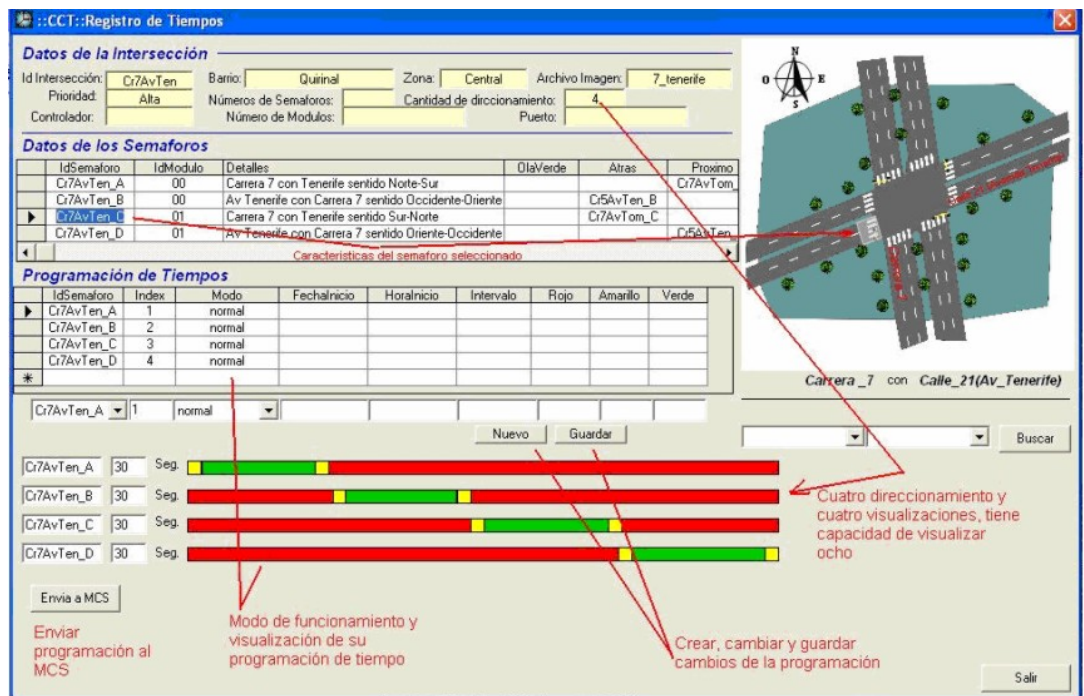 ::CCT::Registro de Tiempos
Datos de la Intersección
Id Intersección: Cr7AvTen Barrio: Quirinal Zona: Central Archivo Imagen: 7_tenerife
Prioridad: Alta Números de Semaforos: Cantidad de dirccionamiento: 4
Controlador: Número de Modulos: Puerto:
Datos de los Semaforos
IdSemaforo IdModulo Detalles OlaVerde Atras Proximo
Cr7AvTen_A 00 Carrera 7 con Tenerife sentido Norte-Sur Cr7AvTom_
Cr7AvTen_B 00 Av Tenerife con Carrera 7 sentido Occidente-Oriente Cr5AvTen_B
Cr7AvTen_C 01 Carrera 7 con Tenerife sentido Sur-Norte Cr7AvTom_C
Cr7AvTen_D 01 Av Tenerife con Carrera 7 sentido Oriente-Occidente Cr5AvTen
Caracteristicas del semaforo seleccionado
Programación de Tiempos
IdSemaforo Index Modo FechaInicio HoraInicio Intervalo Rojo Amarillo Verde
Cr7AvTen_A 1 normal
Cr7AvTen_B 2 normal
Cr7AvTen_C 3 normal
Cr7AvTen_D 4 normal
*
Cr7AvTen_A 1 normal
Nuevo Guardar
N
O E
S
Carrera _7 con Calle_21(Av_Tenerife)
Buscar
Cr7AvTen_A 30 Seg.
Cr7AvTen_B 30 Seg.
Cr7AvTen_C 30 Seg.
Cr7AvTen_D 30 Seg.
Cuatro direccionamiento y
cuatro visualizaciones, tiene
capacidad de visualizar
ocho
Envia a MCS
Enviar
programación al
MCS
Modo de funcionamiento y
visualización de su
programación de tiempo
Crear, cambiar y guardar
cambios de la programación
Salir